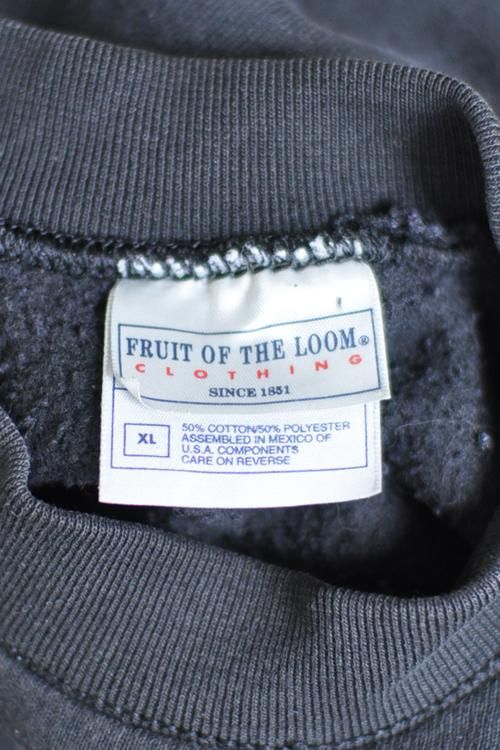 FRUIT OF THE LOOM®
CLOTHING
SINCE 1851
XL
50% COTTON/50% POLYESTER
ASSEMBLED IN MEXICO OF
U.S.A. COMPONENTS
CARE ON REVERSE